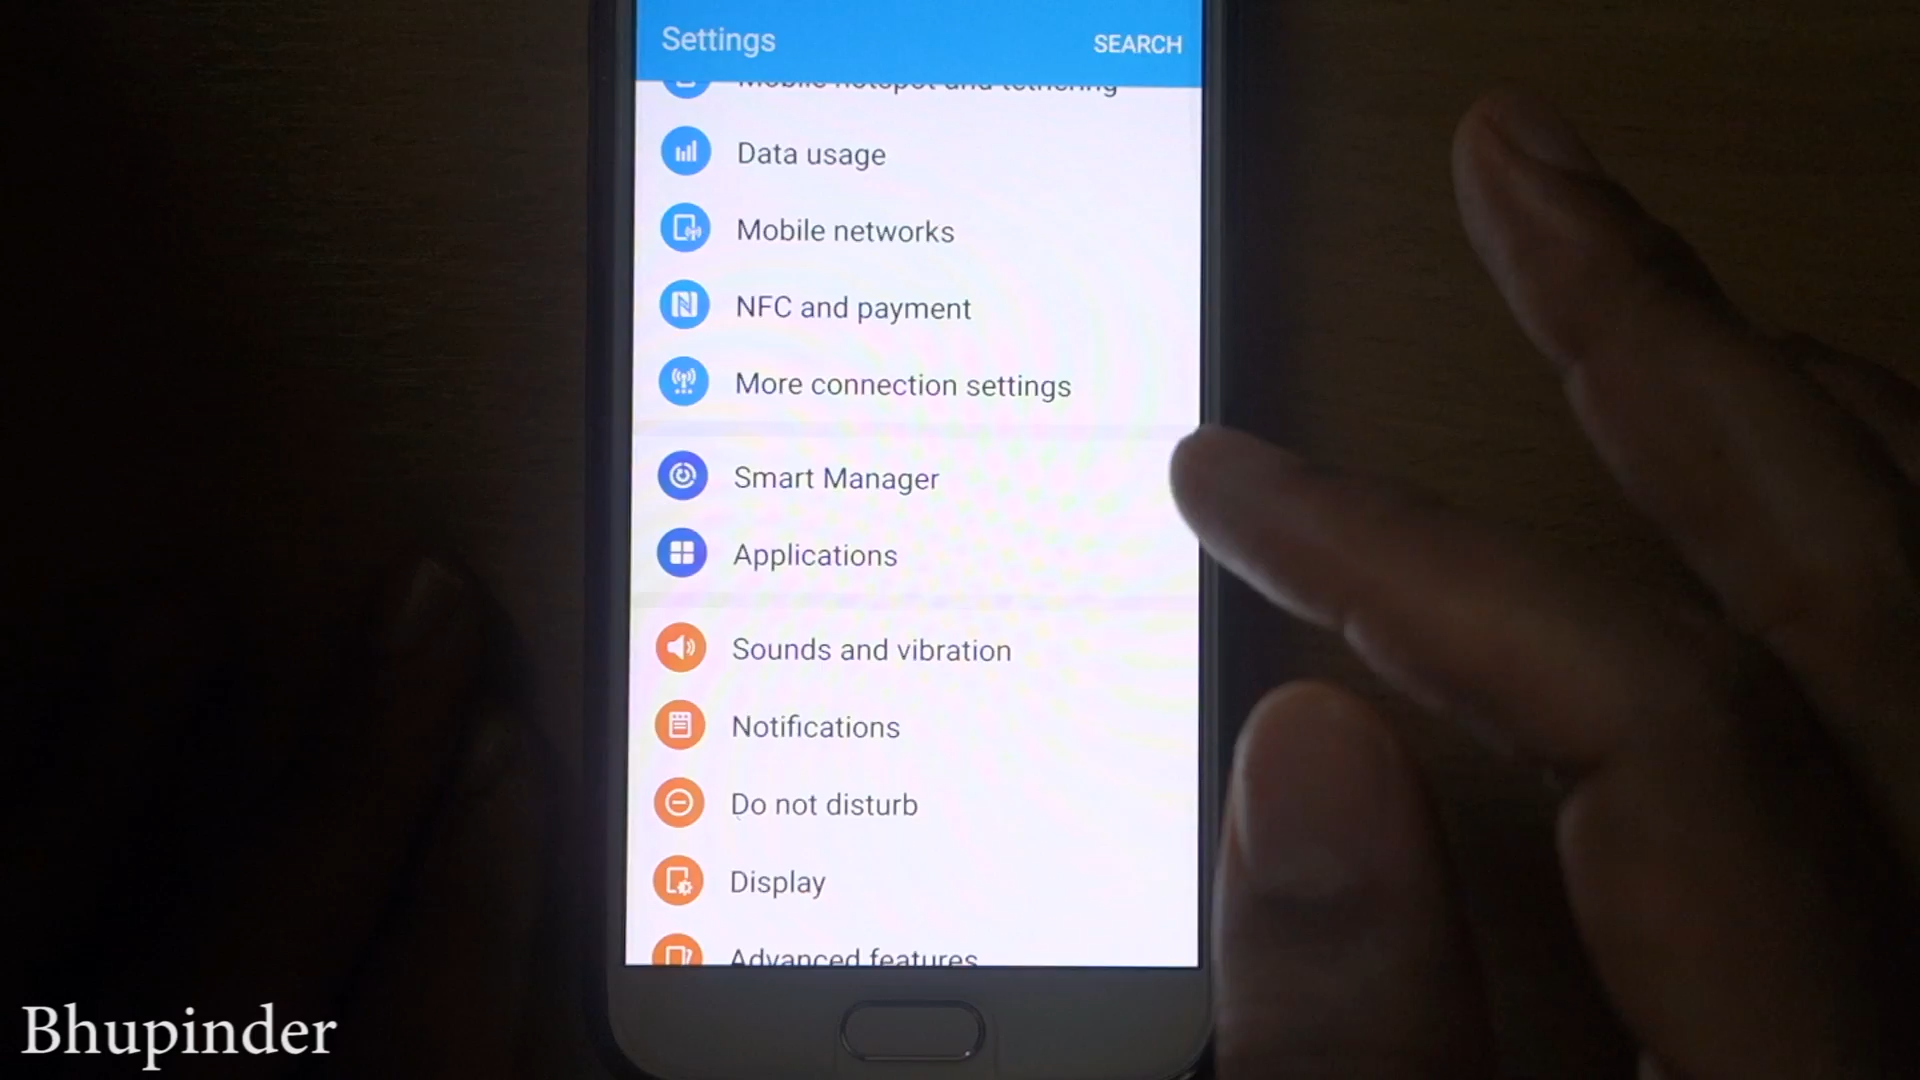 Settings
SEARCH
Mobile hotspot and tethering
Data usage
Mobile networks
NFC and payment
More connection settings
Smart Manager
Applications
Sounds and vibration
Notifications
Do not disturb
Display
Advanced features
Bhupinder